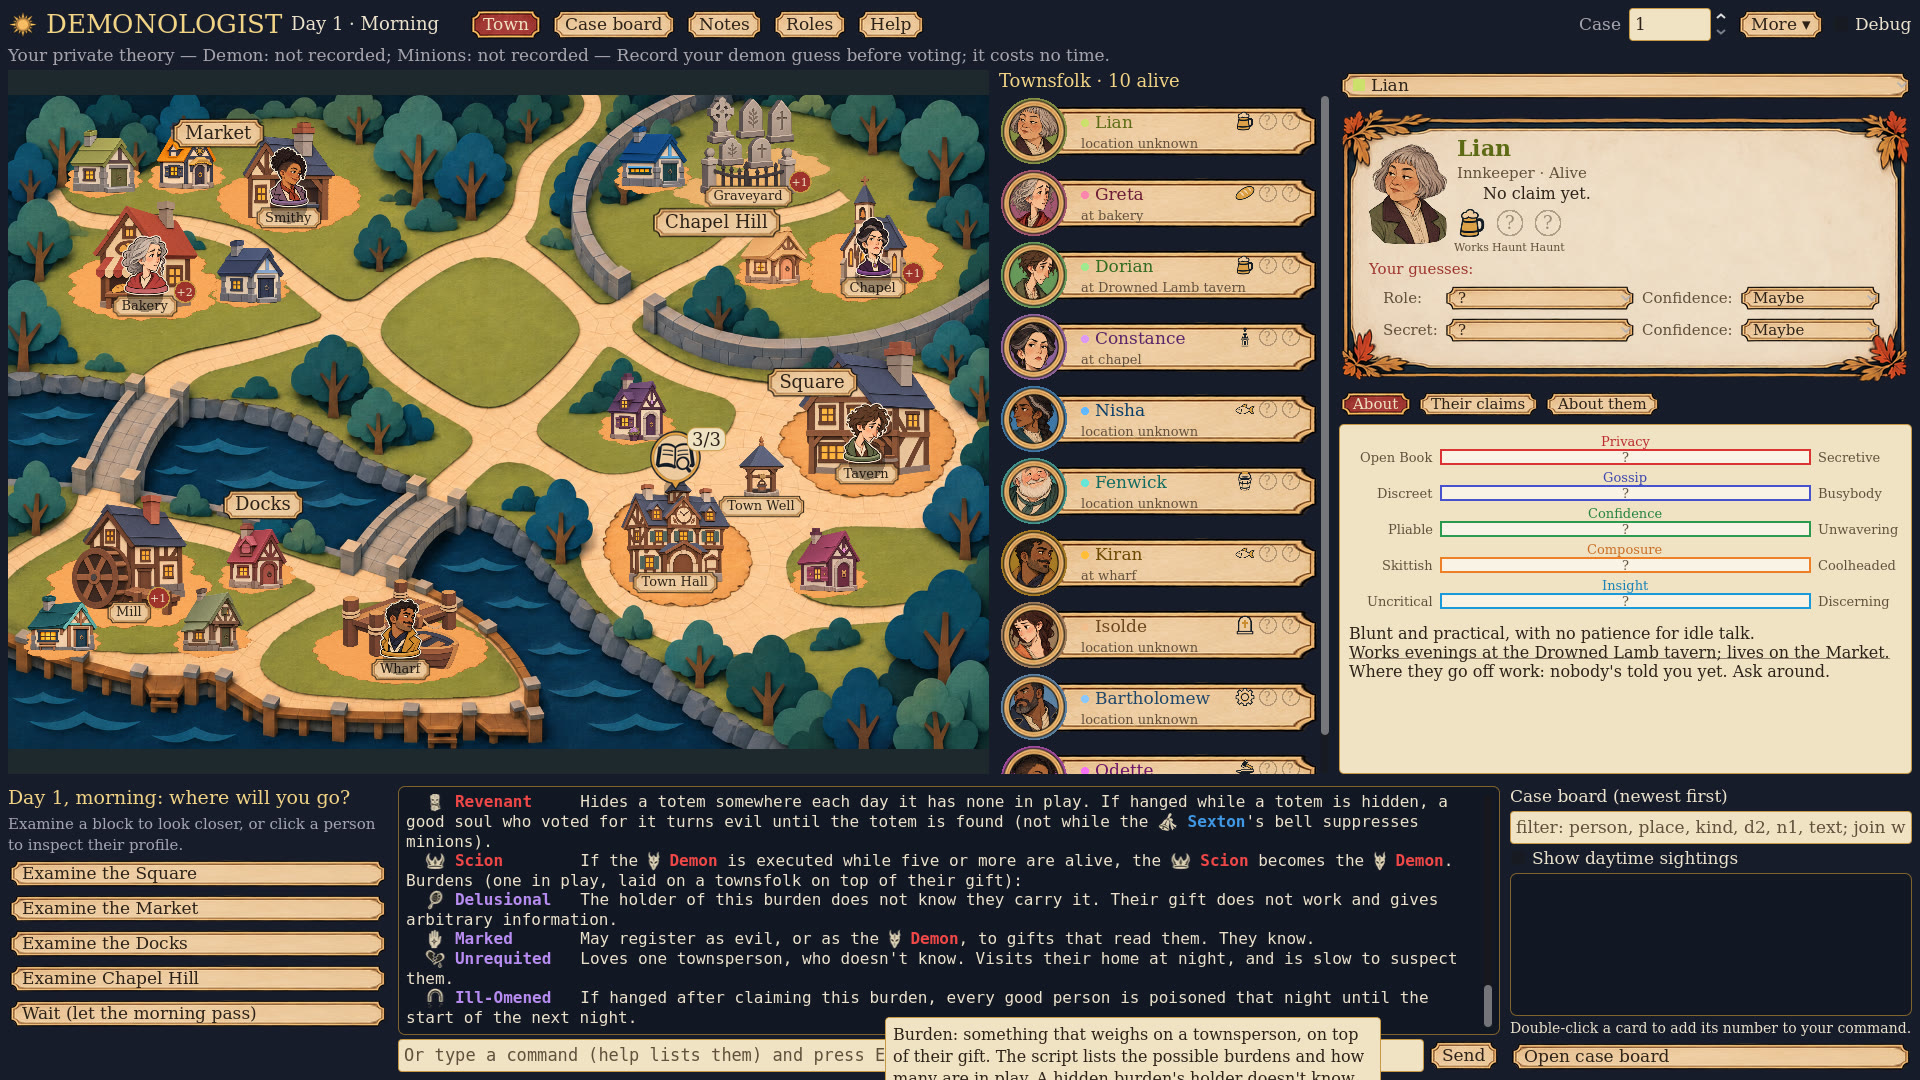 DEMONOLOGIST Day 1 · Morning Town Case board Notes Roles Help Case 1 More ▾ Debug
Your private theory — Demon: not recorded; Minions: not recorded — Record your demon guess before voting; it costs no time.
Market
Smithy
Bakery
+2
Graveyard
+1
Chapel Hill
Chapel
+1
Square
Tavern
3/3
Town Well
Town Hall
Docks
Mill
+1
Wharf
Townsfolk · 10 alive
Lian
location unknown
Greta
at bakery
Dorian
at Drowned Lamb tavern
Constance
at chapel
Nisha
location unknown
Fenwick
location unknown
Kiran
at wharf
Isolde
location unknown
Bartholomew
location unknown
Odette
Lian
Lian
Innkeeper · Alive
No claim yet.
? ?
Works Haunt Haunt
Your guesses:
Role: ? Confidence: Maybe
Secret: ? Confidence: Maybe
About Their claims About them
Privacy
Open Book ? Secretive
Gossip
Discreet ? Busybody
Confidence
Pliable ? Unwavering
Composure
Skittish ? Coolheaded
Insight
Uncritical ? Discerning
Blunt and practical, with no patience for idle talk.
Works evenings at the Drowned Lamb tavern; lives on the Market.
Where they go off work: nobody's told you yet. Ask around.
Day 1, morning: where will you go?
Examine a block to look closer, or click a person
to inspect their profile.
Examine the Square
Examine the Market
Examine the Docks
Examine Chapel Hill
Wait (let the morning pass)
Revenant Hides a totem somewhere each day it has none in play. If hanged while a totem is hidden, a
good soul who voted for it turns evil until the totem is found (not while the Sexton's bell suppresses
minions).
Scion If the Demon is executed while five or more are alive, the Scion becomes the Demon.
Burdens (one in play, laid on a townsfolk on top of their gift):
Delusional The holder of this burden does not know they carry it. Their gift does not work and gives
arbitrary information.
Marked May register as evil, or as the Demon, to gifts that read them. They know.
Unrequited Loves one townsperson, who doesn't know. Visits their home at night, and is slow to suspect
them.
Ill-Omened If hanged after claiming this burden, every good person is poisoned that night until the
start of the next night.
Or type a command (help lists them) and press E
Send
Burden: something that weighs on a townsperson, on top
of their gift. The script lists the possible burdens and how
many are in play. A hidden burden's holder doesn't know
Case board (newest first)
filter: person, place, kind, d2, n1, text; join w
Show daytime sightings
Double-click a card to add its number to your command.
Open case board